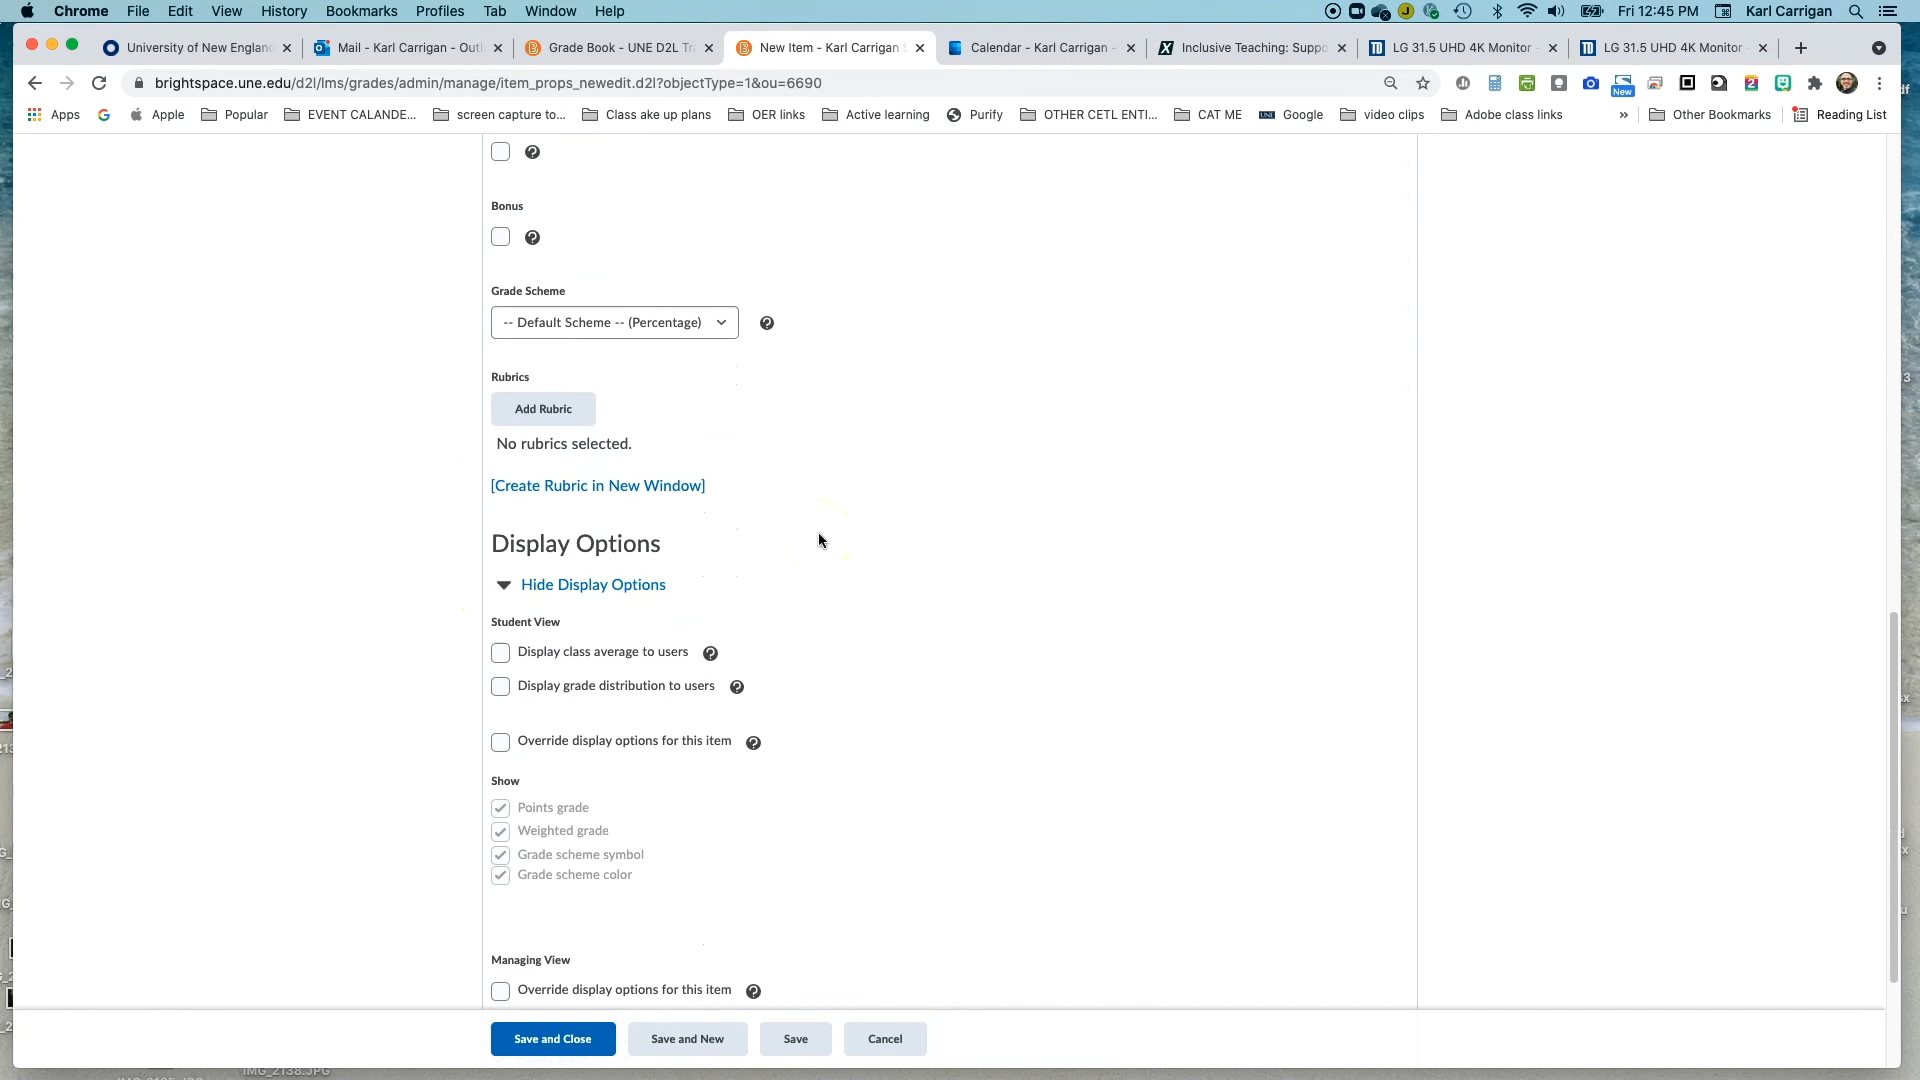 Chrome File Edit View History Bookmarks Profiles Tab Window Help Fri 12:45 PM Karl Carrigan
University of New England Mail - Karl Carrigan - Outl Grade Book - UNE D2L Tr New Item - Karl Carrigan Calendar - Karl Carrigan - Inclusive Teaching: Suppo LG 31.5 UHD 4K Monitor - LG 31.5 UHD 4K Monitor -
brightspace.une.edu/d2l/lms/grades/admin/manage/item_props_newedit.d2l?objectType=1&ou=6690
New
Apps Apple Popular EVENT CALANDE... screen capture to... Class ake up plans OER links Active learning Purify OTHER CETL ENTI... CAT ME UNE Google video clips Adobe class links » Other Bookmarks Reading List
Bonus
Grade Scheme
-- Default Scheme -- (Percentage)
Rubrics
Add Rubric
No rubrics selected.
[Create Rubric in New Window]
Display Options
Hide Display Options
Student View
Display class average to users
Display grade distribution to users
Override display options for this item
Show
Points grade
Weighted grade
Grade scheme symbol
Grade scheme color
Managing View
Override display options for this item
Save and Close Save and New Save Cancel
IMG_2138.JPG